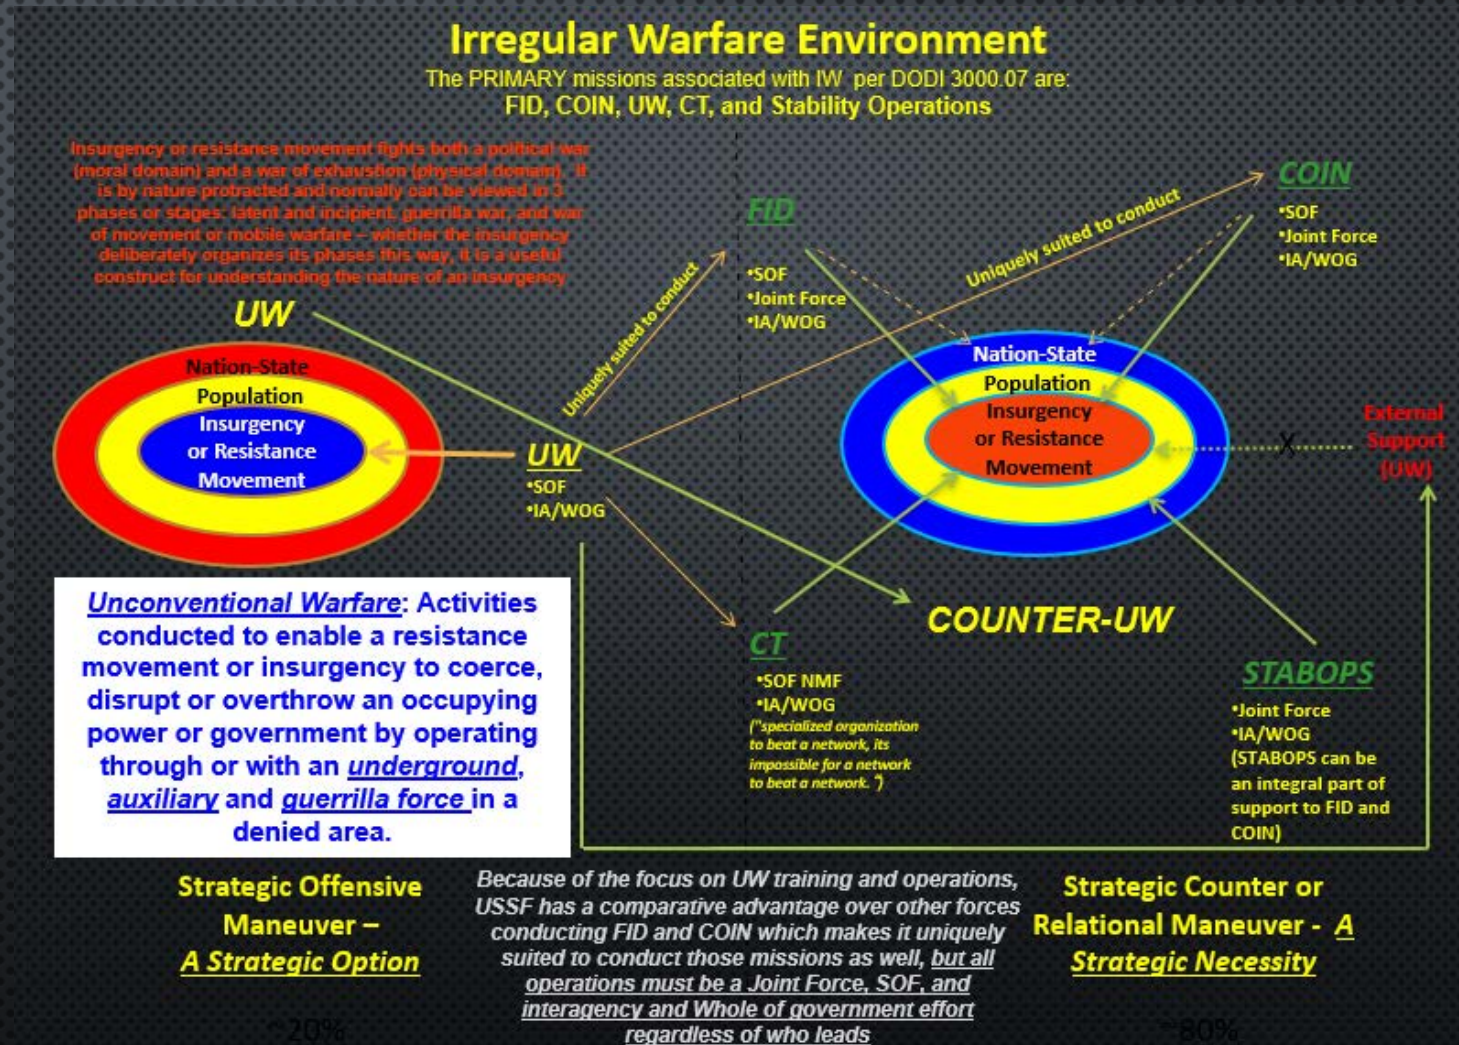 Irregular Warfare Environment
The PRIMARY missions associated with IW per DODI 3000.07 are:
FID, COIN, UW, CT, and Stability Operations
Insurgency or resistance movement fights both a political war
(moral domain) and a war of exhaustion (physical domain). It
is by nature protracted and normally can be viewed in 3
phases or stages: latent and incipient, guerrilla war, and war
of movement or mobile warfare – whether the insurgency
deliberately organizes its phases this way, it is a useful
construct for understanding the nature of an insurgency
UW
Nation-State
Population
Insurgency
or Resistance
Movement
Uniquely suited to conduct
UW
•SOF
•IA/WOG
FID
•SOF
•Joint Force
•IA/WOG
Uniquely suited to conduct
COIN
•SOF
•Joint Force
•IA/WOG
Nation-State
Population
Insurgency
or Resistance
Movement
X
External
Support
(UW)
Unconventional Warfare: Activities
conducted to enable a resistance
movement or insurgency to coerce,
disrupt or overthrow an occupying
power or government by operating
through or with an underground,
auxiliary and guerrilla force in a
denied area.
CT
•SOF NMF
•IA/WOG
("specialized organization
to beat a network, its
impossible for a network
to beat a network. ")
COUNTER-UW
STABOPS
•Joint Force
•IA/WOG
(STABOPS can be
an integral part of
support to FID and
COIN)
Strategic Offensive
Maneuver –
A Strategic Option
~20%
Because of the focus on UW training and operations,
USSF has a comparative advantage over other forces
conducting FID and COIN which makes it uniquely
suited to conduct those missions as well, but all
operations must be a Joint Force, SOF, and
interagency and Whole of government effort
regardless of who leads
Strategic Counter or
Relational Maneuver - A
Strategic Necessity
~80%